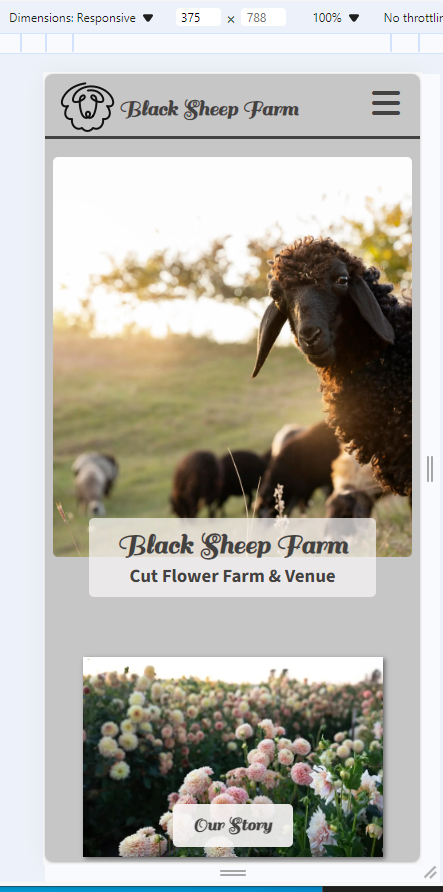 Dimensions: Responsive 375 × 788 100% No throttlin
Black Sheep Farm
Black Sheep Farm
Cut Flower Farm & Venue
Our Story